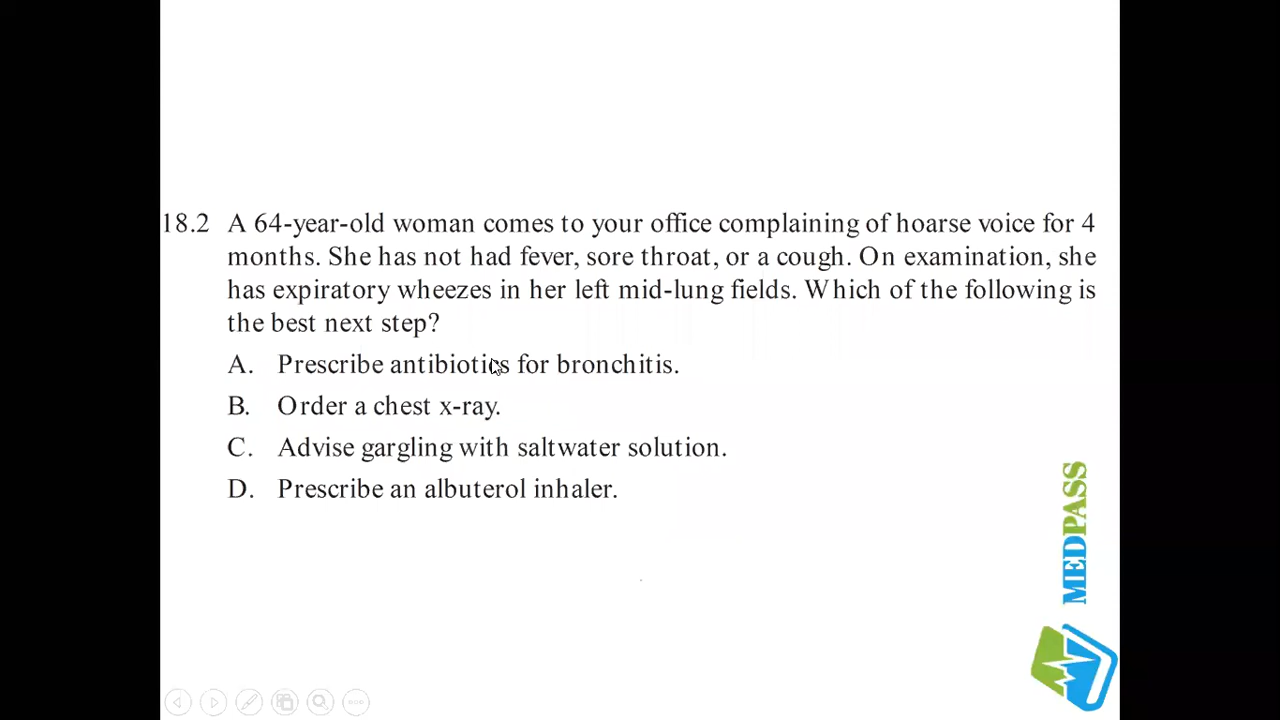 18.2 A 64-year-old woman comes to your office complaining of hoarse voice for 4
months. She has not had fever, sore throat, or a cough. On examination, she
has expiratory wheezes in her left mid-lung fields. Which of the following is
the best next step?
A. Prescribe antibiotics for bronchitis.
B. Order a chest x-ray.
C. Advise gargling with saltwater solution.
D. Prescribe an albuterol inhaler.
MEDPASS